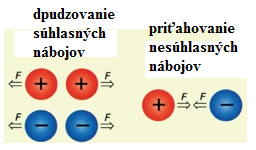 dpudzovanie
súhlasných
nábojov
priťahovanie
nesúhlasných
nábojov
F + + F
F - - F
+ F F -